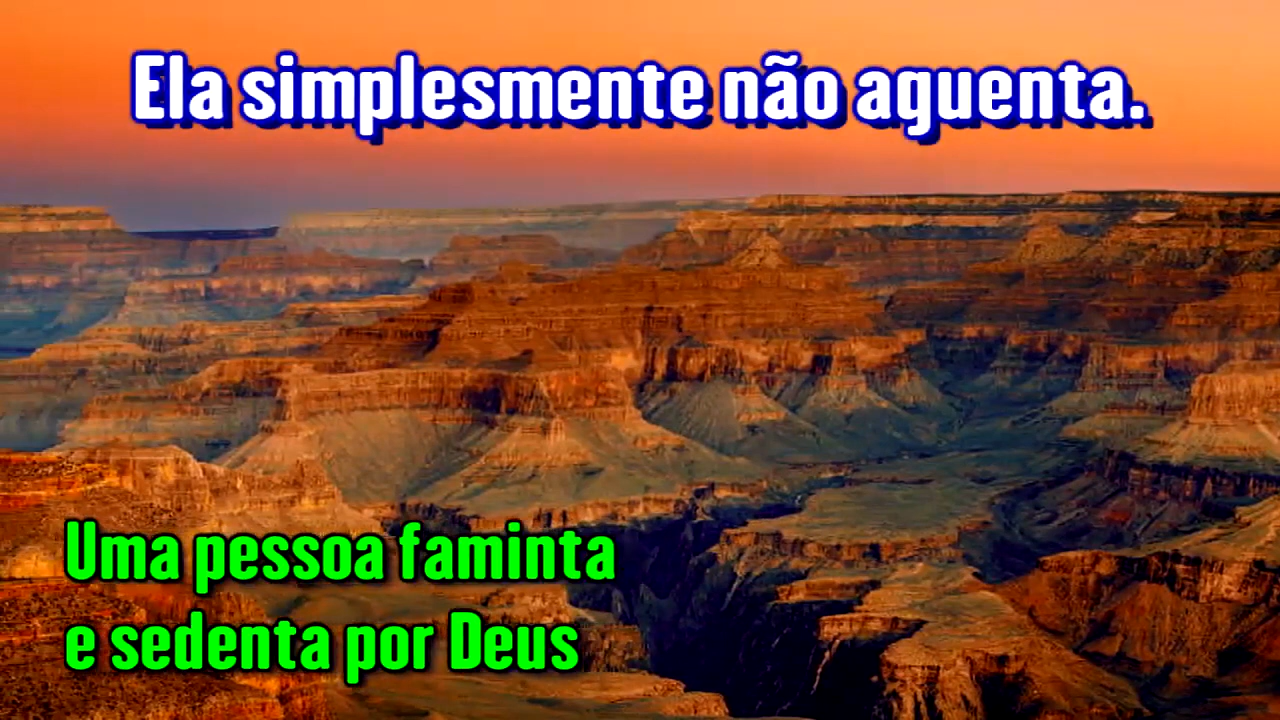 Ela simplesmente não aguenta.
Uma pessoa faminta
e sedenta por Deus